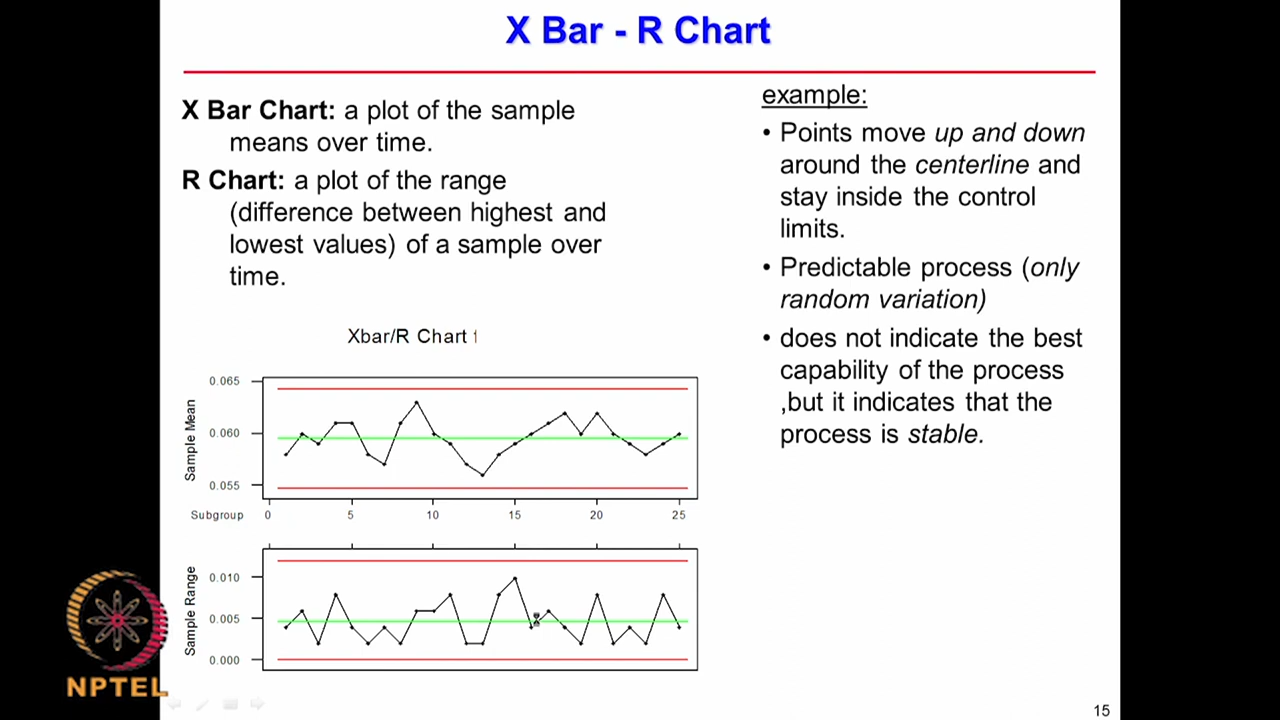 X Bar - R Chart
X Bar Chart: a plot of the sample
means over time.
R Chart: a plot of the range
(difference between highest and
lowest values) of a sample over
time.
example:
• Points move up and down
around the centerline and
stay inside the control
limits.
• Predictable process (only
random variation)
• does not indicate the best
capability of the process
,but it indicates that the
process is stable.
Xbar/R Chart
Sample Mean
0.065
0.060
0.055
Subgroup 0 5 10 15 20 25
Sample Range
0.010
0.005
0.000
NPTEL
15